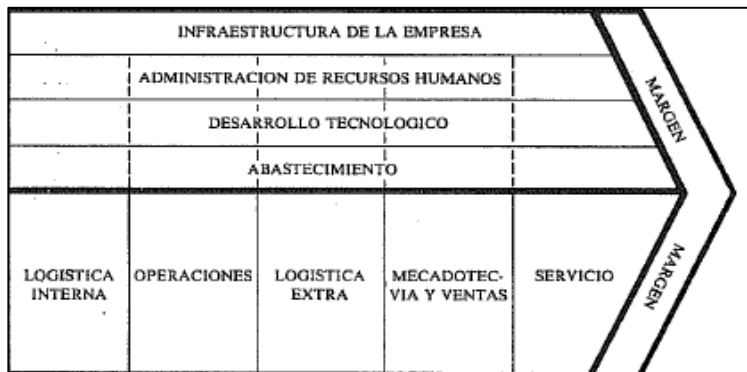 INFRAESTRUCTURA DE LA EMPRESA
ADMINISTRACION DE RECURSOS HUMANOS
DESARROLLO TECNOLOGICO
ABASTECIMIENTO
MARGEN
LOGISTICA
INTERNA
OPERACIONES
LOGISTICA
EXTRA
MECADOTEC-
VIA Y VENTAS
SERVICIO
MARGEN